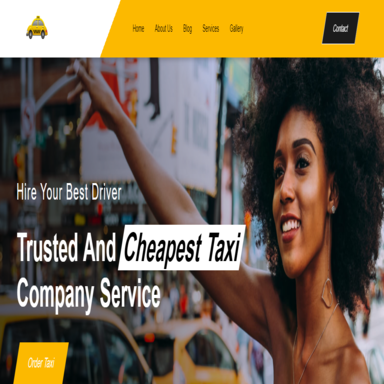 Home About Us Blog Services Gallery Contact
Hire Your Best Driver
Trusted And Cheapest Taxi
Company Service
Order Taxi